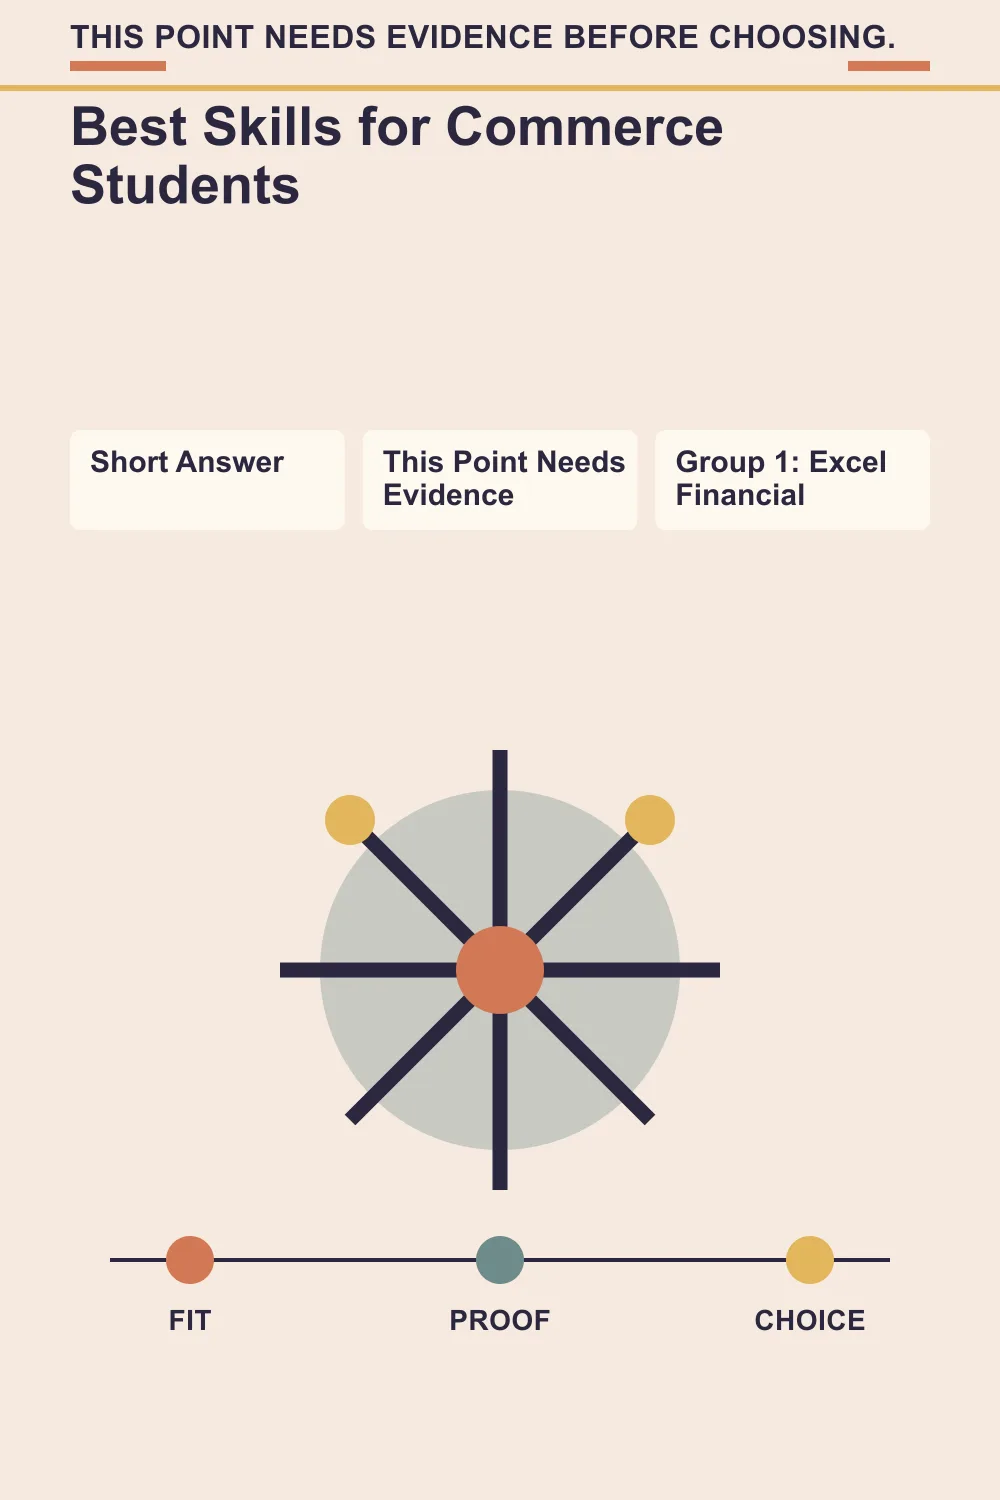 THIS POINT NEEDS EVIDENCE BEFORE CHOOSING.
Best Skills for Commerce
Students
Short Answer
This Point Needs
Evidence
Group 1: Excel
Financial
FIT
PROOF
CHOICE